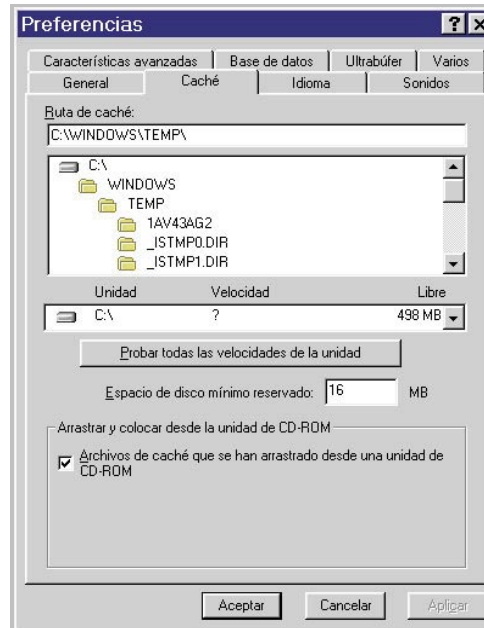 Preferencias
Características avanzadas Base de datos Ultrabúfer Varios
General Caché Idioma Sonidos
Ruta de caché:
C:\WINDOWS\TEMP\
C:\
WINDOWS
TEMP
1AV43AG2
_ISTMP0.DIR
_ISTMP1.DIR
Unidad Velocidad Libre
C:\ ? 498 MB
Probar todas las velocidades de la unidad
Espacio de disco mínimo reservado: 16 MB
Arrastrar y colocar desde la unidad de CD-ROM
Archivos de caché que se han arrastrado desde una unidad de
CD-ROM
Aceptar Cancelar Aplicar